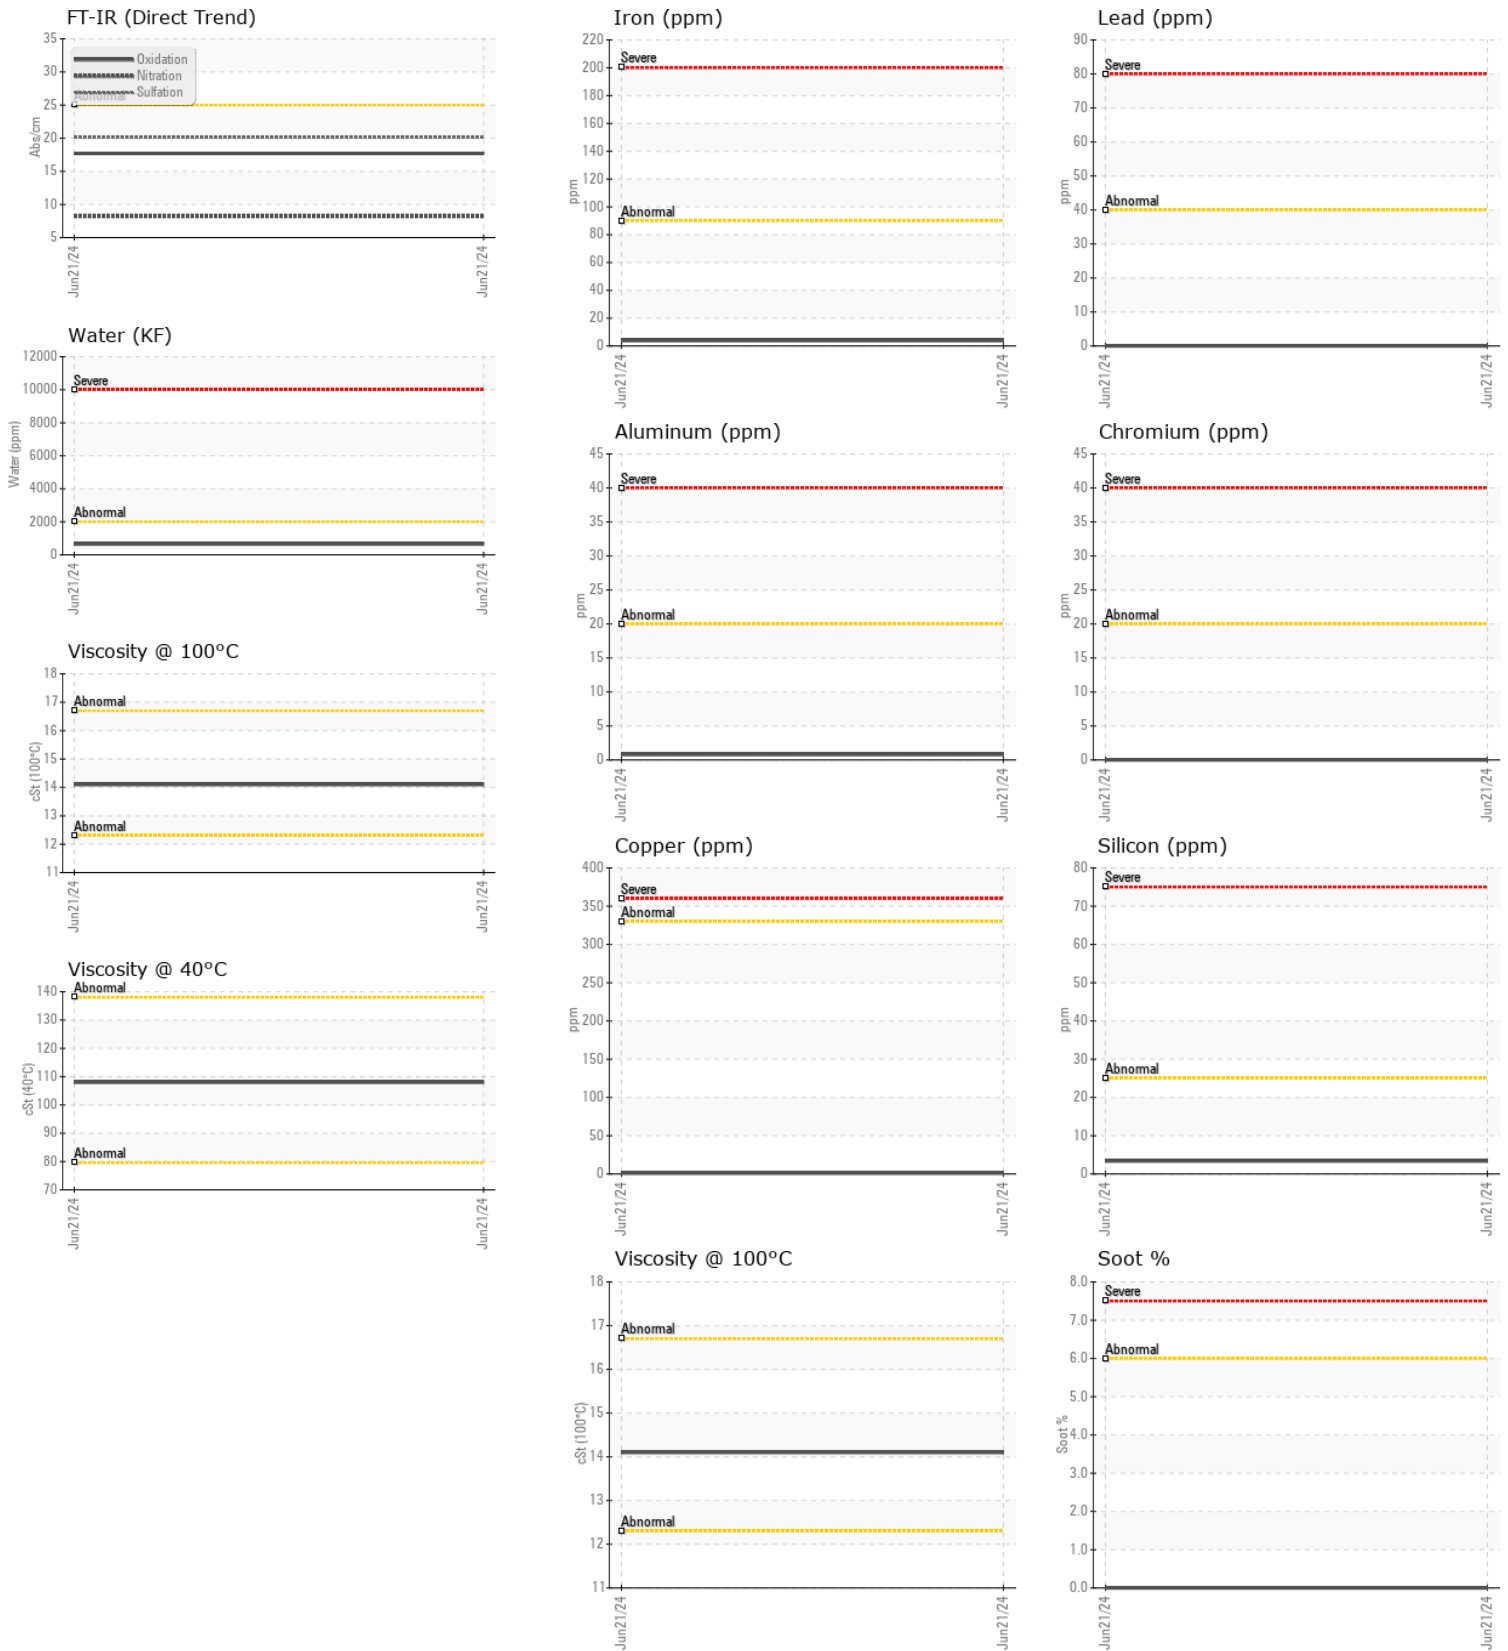 FT-IR (Direct Trend)
35
30
25
20
15
10
5
Abs/cm
Oxidation
Nitration
Sulfation
Abnormal
Jun21/24
Jun21/24
Water (KF)
12000
10000
8000
6000
4000
2000
0
Water (ppm)
Severe
Abnormal
Jun21/24
Jun21/24
Viscosity @ 100°C
18
17
16
15
14
13
12
11
cSt (100°C)
Abnormal
Abnormal
Jun21/24
Jun21/24
Viscosity @ 40°C
140
130
120
110
100
90
80
70
cSt (40°C)
Abnormal
Abnormal
Jun21/24
Jun21/24
Iron (ppm)
220
200
180
160
140
120
100
80
60
40
20
0
ppm
Severe
Abnormal
Jun21/24
Jun21/24
Lead (ppm)
90
80
70
60
50
40
30
20
10
0
ppm
Severe
Abnormal
Jun21/24
Jun21/24
Aluminum (ppm)
45
40
35
30
25
20
15
10
5
0
ppm
Severe
Abnormal
Jun21/24
Jun21/24
Chromium (ppm)
45
40
35
30
25
20
15
10
5
0
ppm
Severe
Abnormal
Jun21/24
Jun21/24
Copper (ppm)
400
350
300
250
200
150
100
50
0
ppm
Severe
Abnormal
Jun21/24
Jun21/24
Silicon (ppm)
80
70
60
50
40
30
20
10
0
ppm
Severe
Abnormal
Jun21/24
Jun21/24
Viscosity @ 100°C
18
17
16
15
14
13
12
11
cSt (100°C)
Abnormal
Abnormal
Jun21/24
Jun21/24
Soot %
8.0
7.0
6.0
5.0
4.0
3.0
2.0
1.0
0.0
Soot %
Severe
Abnormal
Jun21/24
Jun21/24